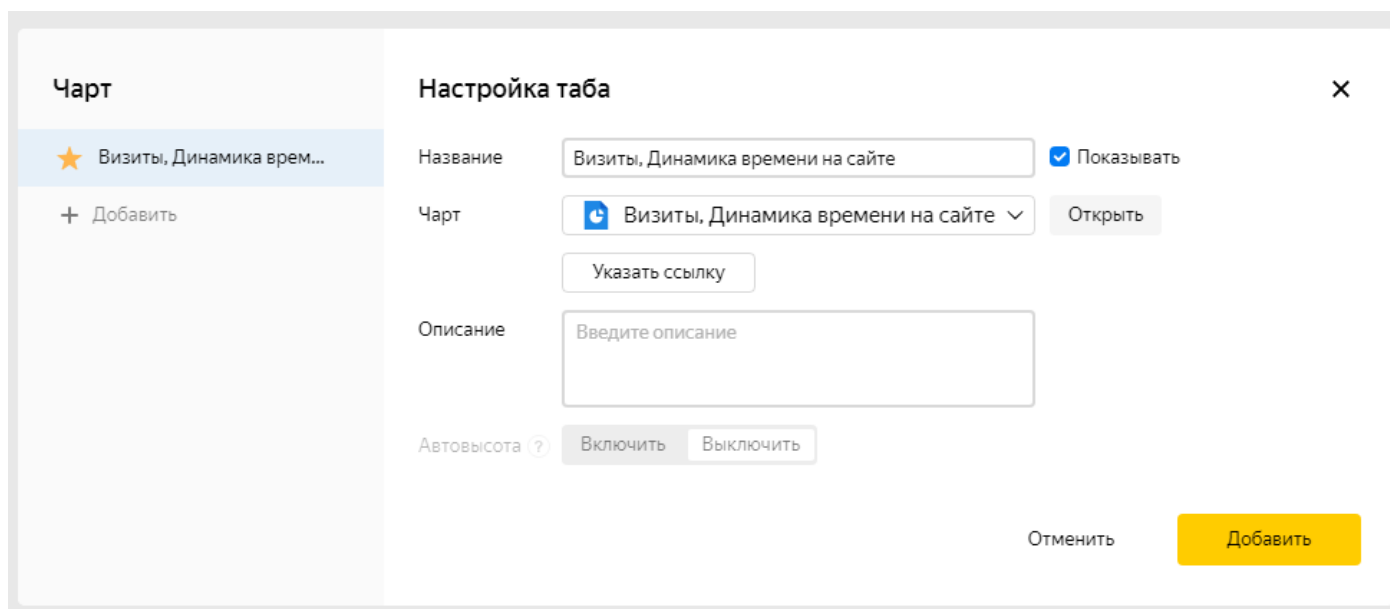 Чарт
Настройка таба
Визиты, Динамика врем...
Название
Визиты, Динамика времени на сайте
Показывать
Добавить
Чарт
Визиты, Динамика времени на сайте
Открыть
Указать ссылку
Описание
Введите описание
Автовысота ?
Включить
Выключить
Отменить
Добавить